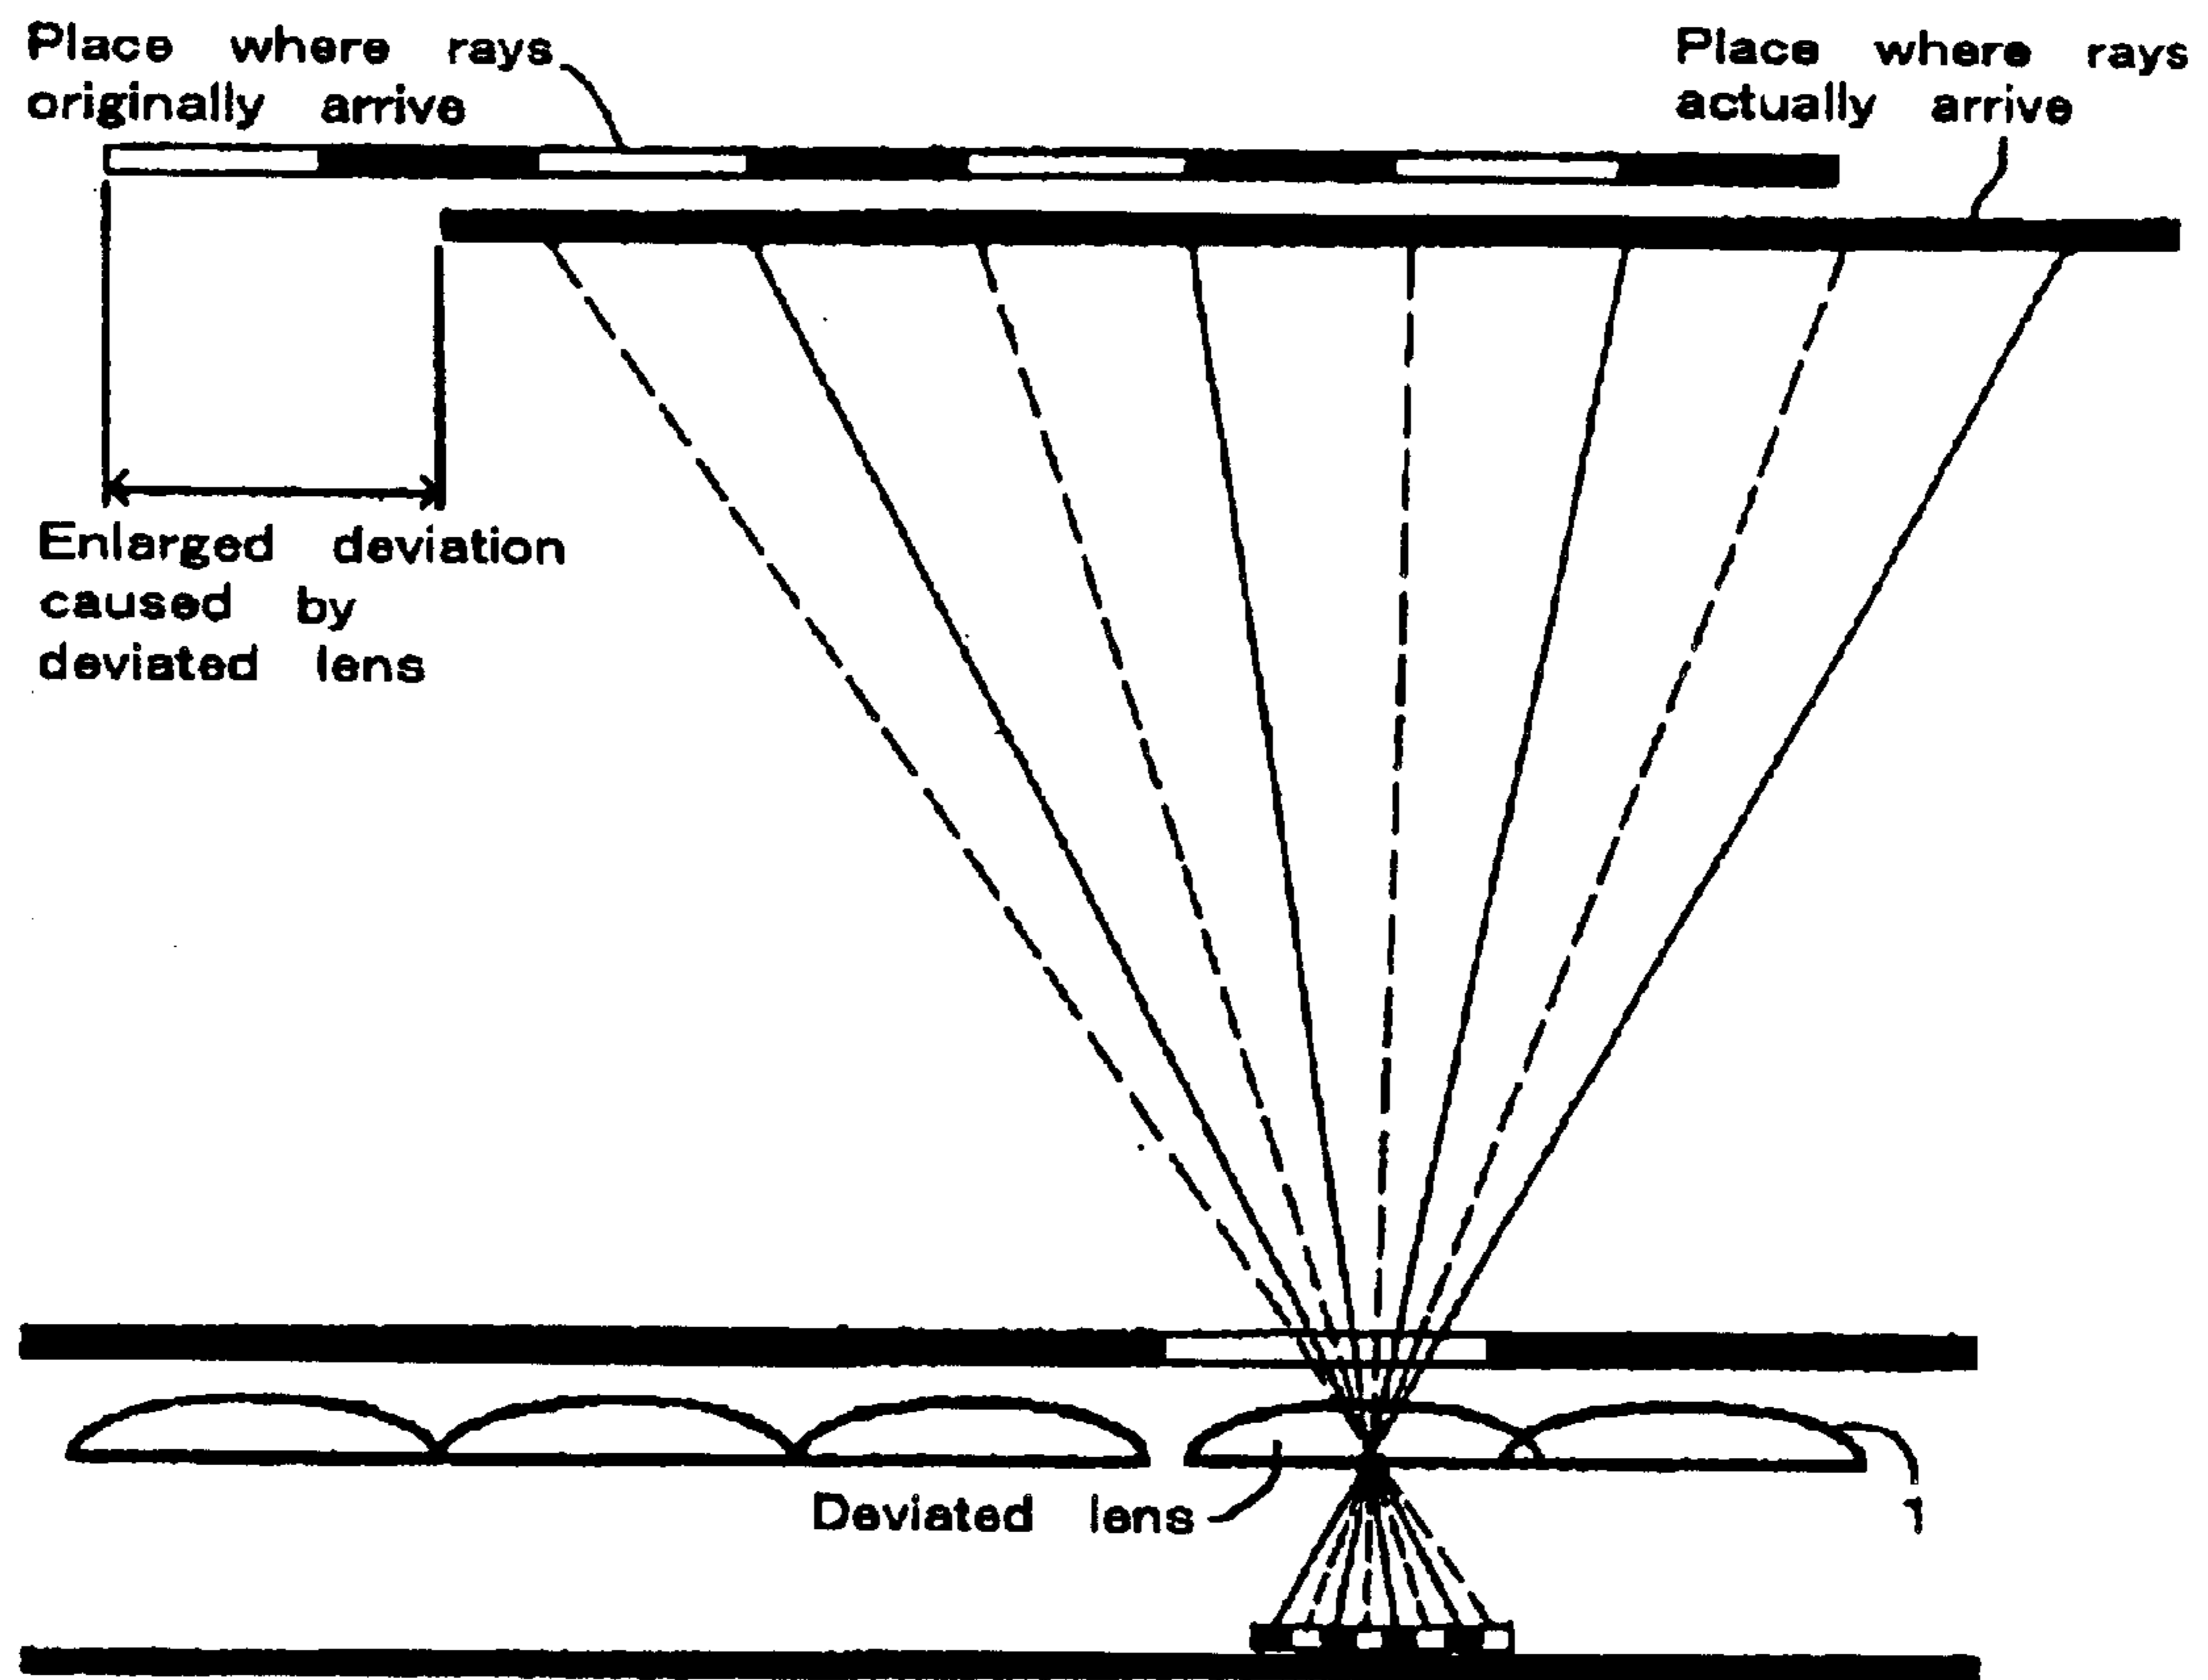 Place where rays
originally arrive
Place where rays
actually arrive
Enlarged deviation
caused by
deviated lens
Deviated lens
1